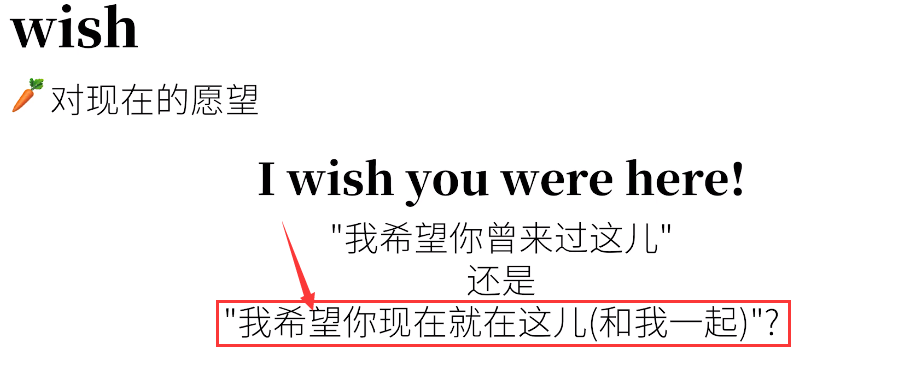 wish
🥕 对现在的愿望
I wish you were here!
"我希望你曾来过这儿"
还是
"我希望你现在就在这儿(和我一起)"?